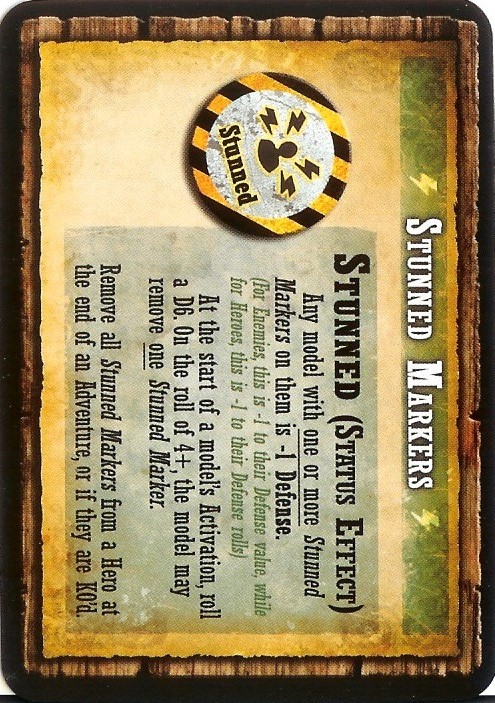 STUNNED MARKERS
Stunned
STUNNED (STATUS EFFECT)
Any model with one or more Stunned
Markers on them is -1 Defense.
(For Enemies, this is -1 to their Defense value, while
for Heroes, this is -1 to their Defense rolls)
At the start of a model's Activation, roll
a D6. On the roll of 4+, the model may
remove one Stunned Marker.
Remove all Stunned Markers from a Hero at
the end of an Adventure, or if they are KO'd.